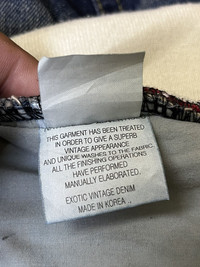 THIS GARMENT HAS BEEN TREATED
IN ORDER TO GIVE A SUPERB
VINTAGE APPEARANCE
AND UNIQUE WASHES TO THE FABRIC.
ALL THE FINISHING OPERATIONS
HAVE PERFORMED
MANUALLY ELABORATED.
EXOTIC VINTAGE DENIM
MADE IN KOREA